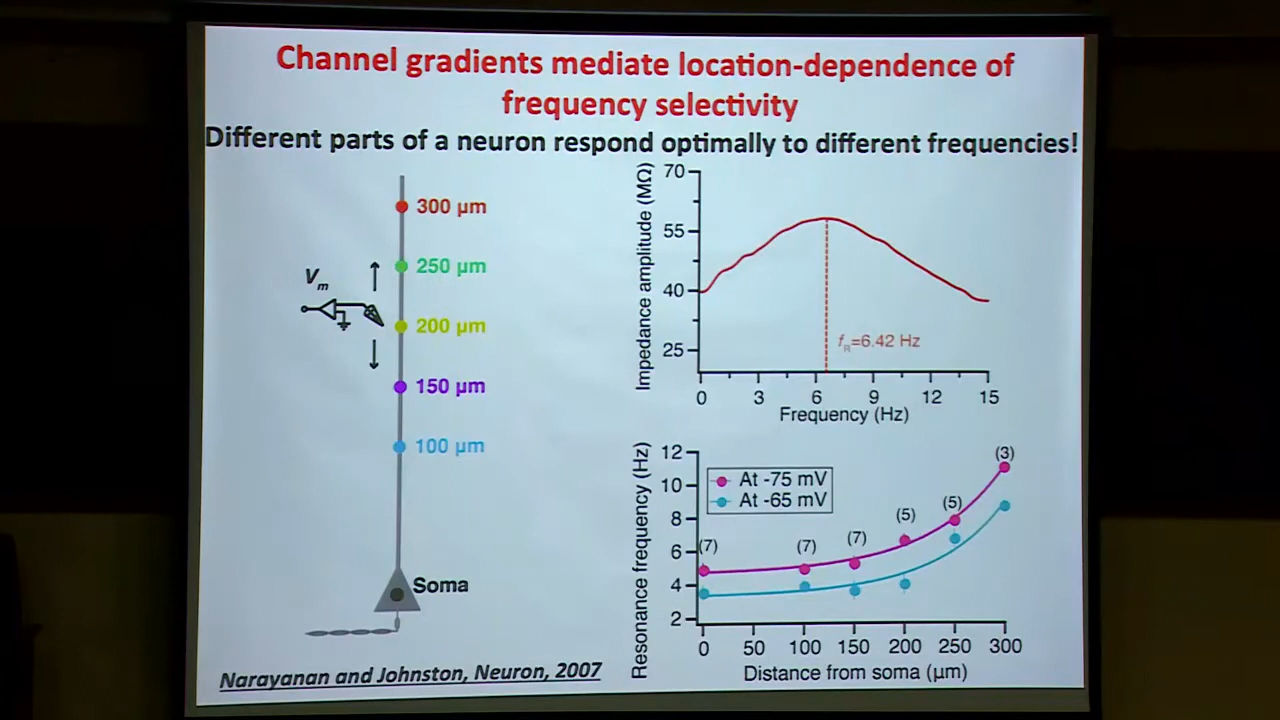 Channel gradients mediate location-dependence of
frequency selectivity
Different parts of a neuron respond optimally to different frequencies!
300 µm
250 µm
Vm
200 µm
150 µm
100 µm
Soma
Narayanan and Johnston, Neuron, 2007
Impedance amplitude (MΩ)
70
55
40
25
fR=6.42 Hz
0 3 6 9 12 15
Frequency (Hz)
Resonance frequency (Hz)
12
10
8
6
4
2
At -75 mV
At -65 mV
(7) (7) (7) (5) (5) (3)
0 50 100 150 200 250 300
Distance from soma (µm)